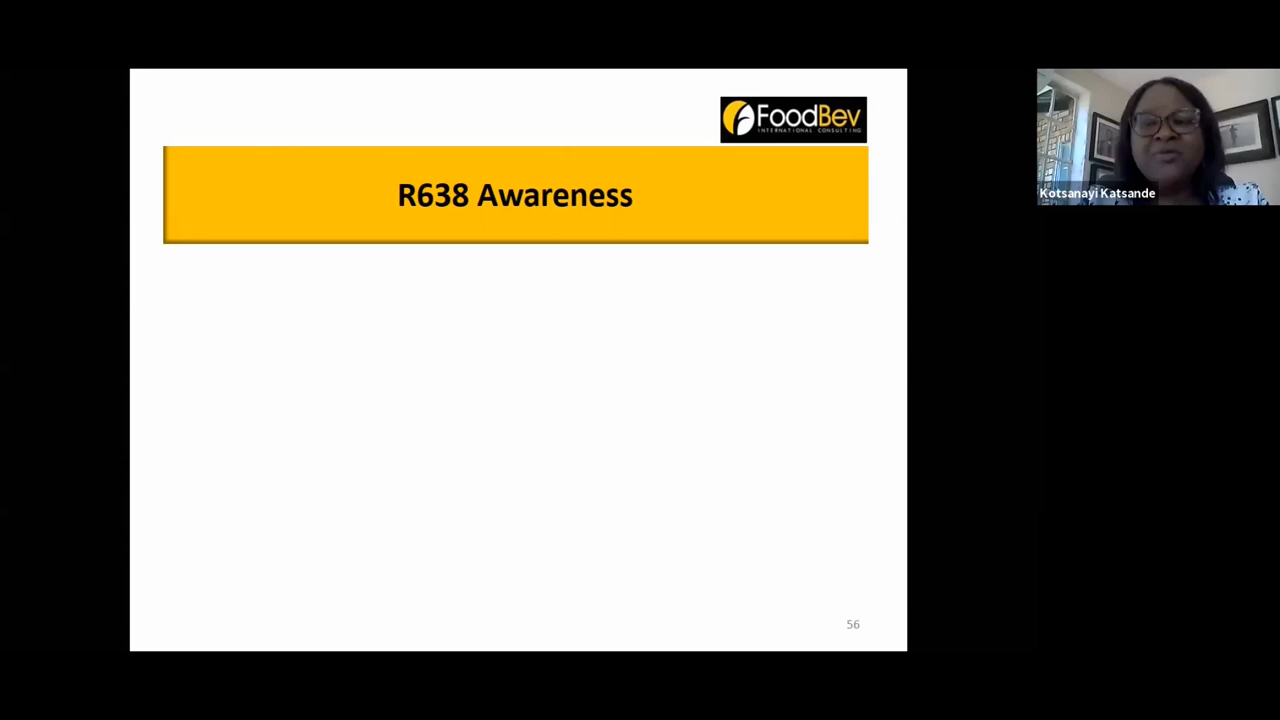 FoodBev
INTERNATIONAL CONSULTING
R638 Awareness
Kotsanayi Katsande
56